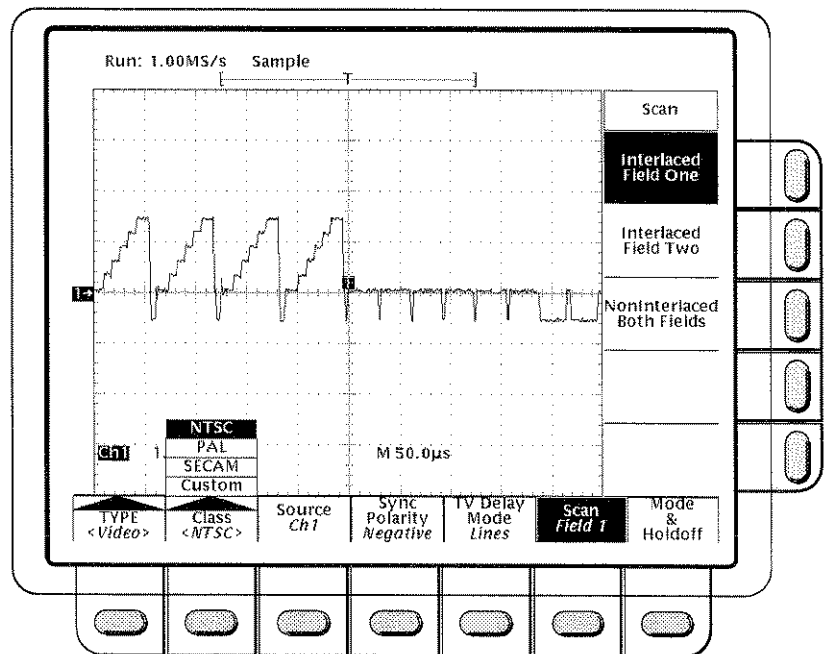 Run: 1.00MS/s Sample
T
Scan
Interlaced
Field One
Interlaced
Field Two
NonInterlaced
Both Fields
T
1
NTSC
PAL
SECAM
Custom
Ch1 1. M 50.0µs
TYPE
<Video>
Class
<NTSC>
Source
Ch1
Sync
Polarity
Negative
TV Delay
Mode
Lines
Scan
Field 1
Mode
&
Holdoff